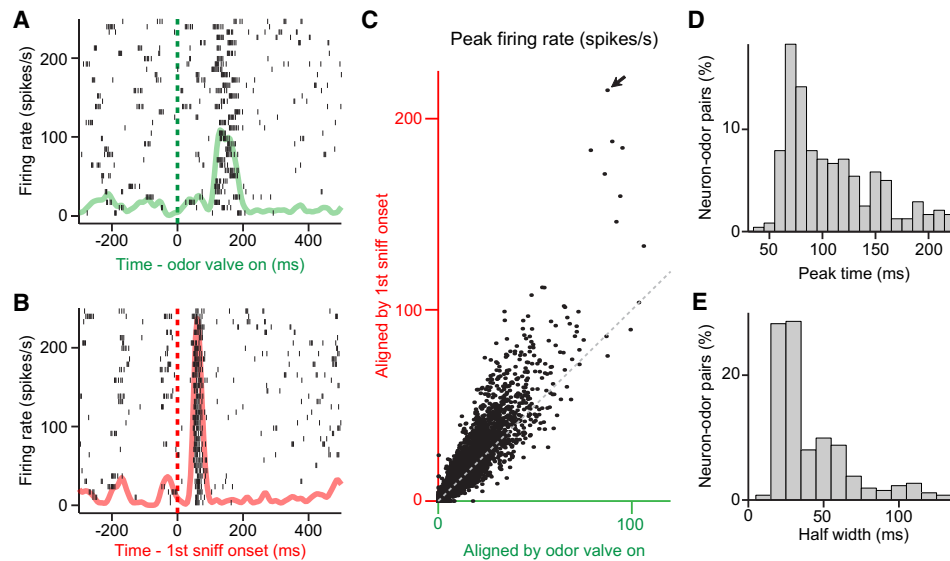 A
Firing rate (spikes/s)
200
100
0
-200
0
200
400
Time - odor valve on (ms)
B
Firing rate (spikes/s)
200
100
0
-200
0
200
400
Time - 1st sniff onset (ms)
C
Peak firing rate (spikes/s)
Aligned by 1st sniff onset
200
100
0
0
100
Aligned by odor valve on
D
Neuron-odor pairs (%)
10
0
50
100
150
200
Peak time (ms)
E
Neuron-odor pairs (%)
20
0
0
50
100
Half width (ms)